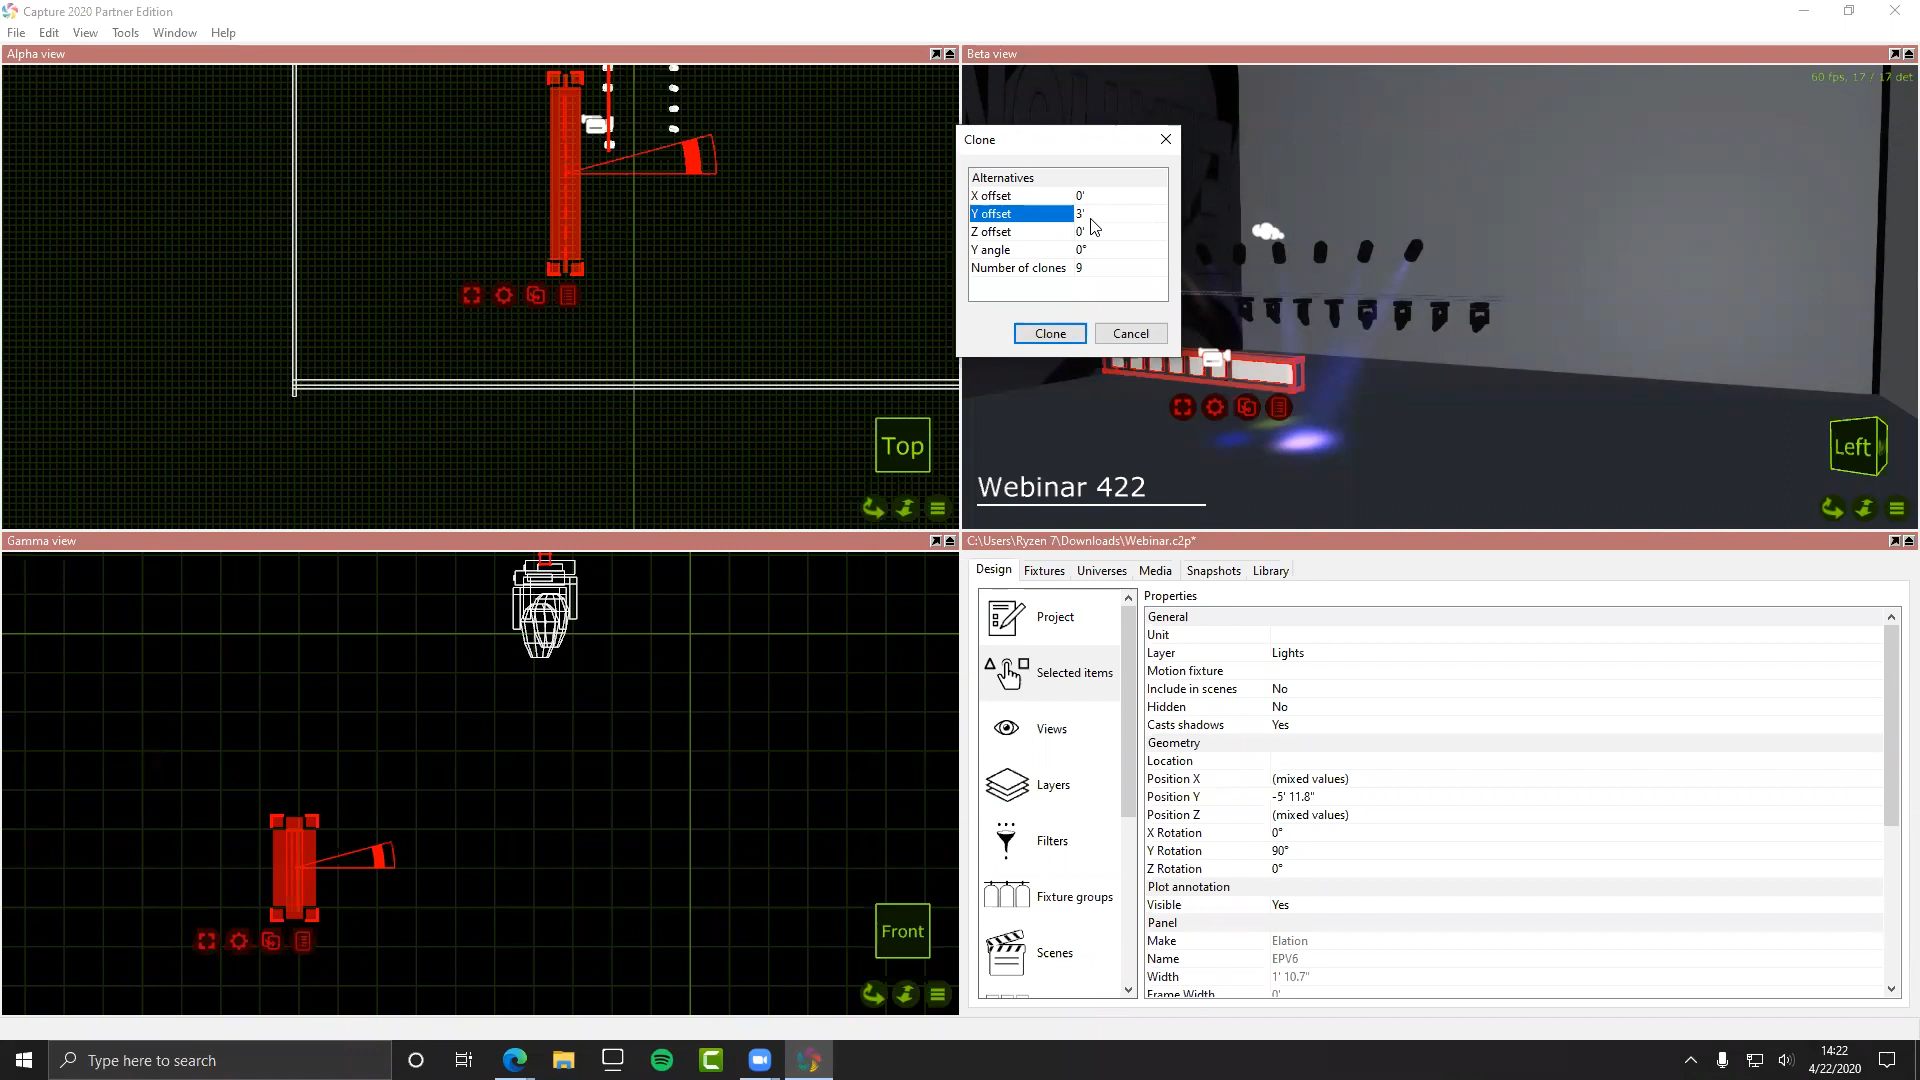 Capture 2020 Partner Edition
File Edit View Tools Window Help
Alpha view
Top
Beta view
60 fps, 17 / 17 det
Left
Webinar 422
Clone
Alternatives
X offset 0'
Y offset 3'
Z offset 0'
Y angle 0°
Number of clones 9
Clone Cancel
Gamma view
Front
C:\Users\Ryzen 7\Downloads\Webinar.c2p*
Design Fixtures Universes Media Snapshots Library
Project
Selected items
Views
Layers
Filters
Fixture groups
Scenes
Properties
General
Unit
Layer Lights
Motion fixture
Include in scenes No
Hidden No
Casts shadows Yes
Geometry
Location
Position X (mixed values)
Position Y -5' 11.8"
Position Z (mixed values)
X Rotation 0°
Y Rotation 90°
Z Rotation 0°
Plot annotation
Visible Yes
Panel
Make Elation
Name EPV6
Width 1' 10.7"
Frame Width 0'
Type here to search
14:22
4/22/2020